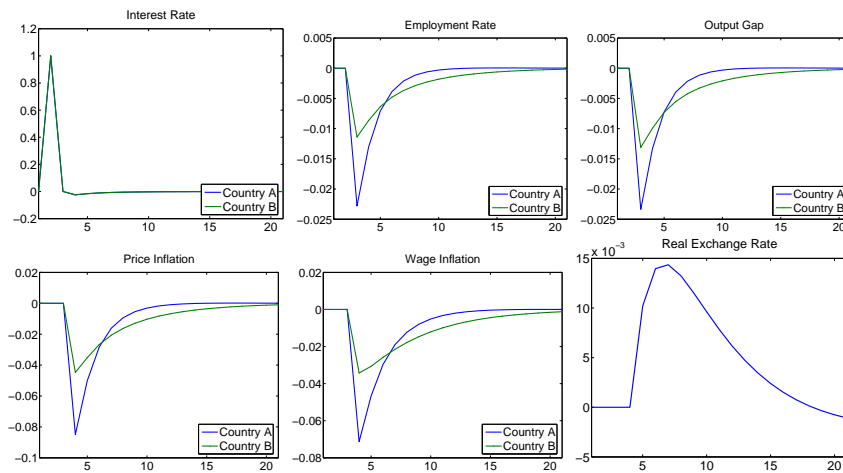 Interest Rate
1.2
1
0.8
0.6
0.4
0.2
0
−0.2
5 10 15 20
Country A
Country B
Employment Rate
0.005
0
−0.005
−0.01
−0.015
−0.02
−0.025
5 10 15 20
Country A
Country B
Output Gap
0.005
0
−0.005
−0.01
−0.015
−0.02
−0.025
5 10 15 20
Country A
Country B
Price Inflation
0.02
0
−0.02
−0.04
−0.06
−0.08
−0.1
5 10 15 20
Country A
Country B
Wage Inflation
0.02
0
−0.02
−0.04
−0.06
−0.08
5 10 15 20
Country A
Country B
Real Exchange Rate
x 10⁻³
15
10
5
0
−5
5 10 15 20